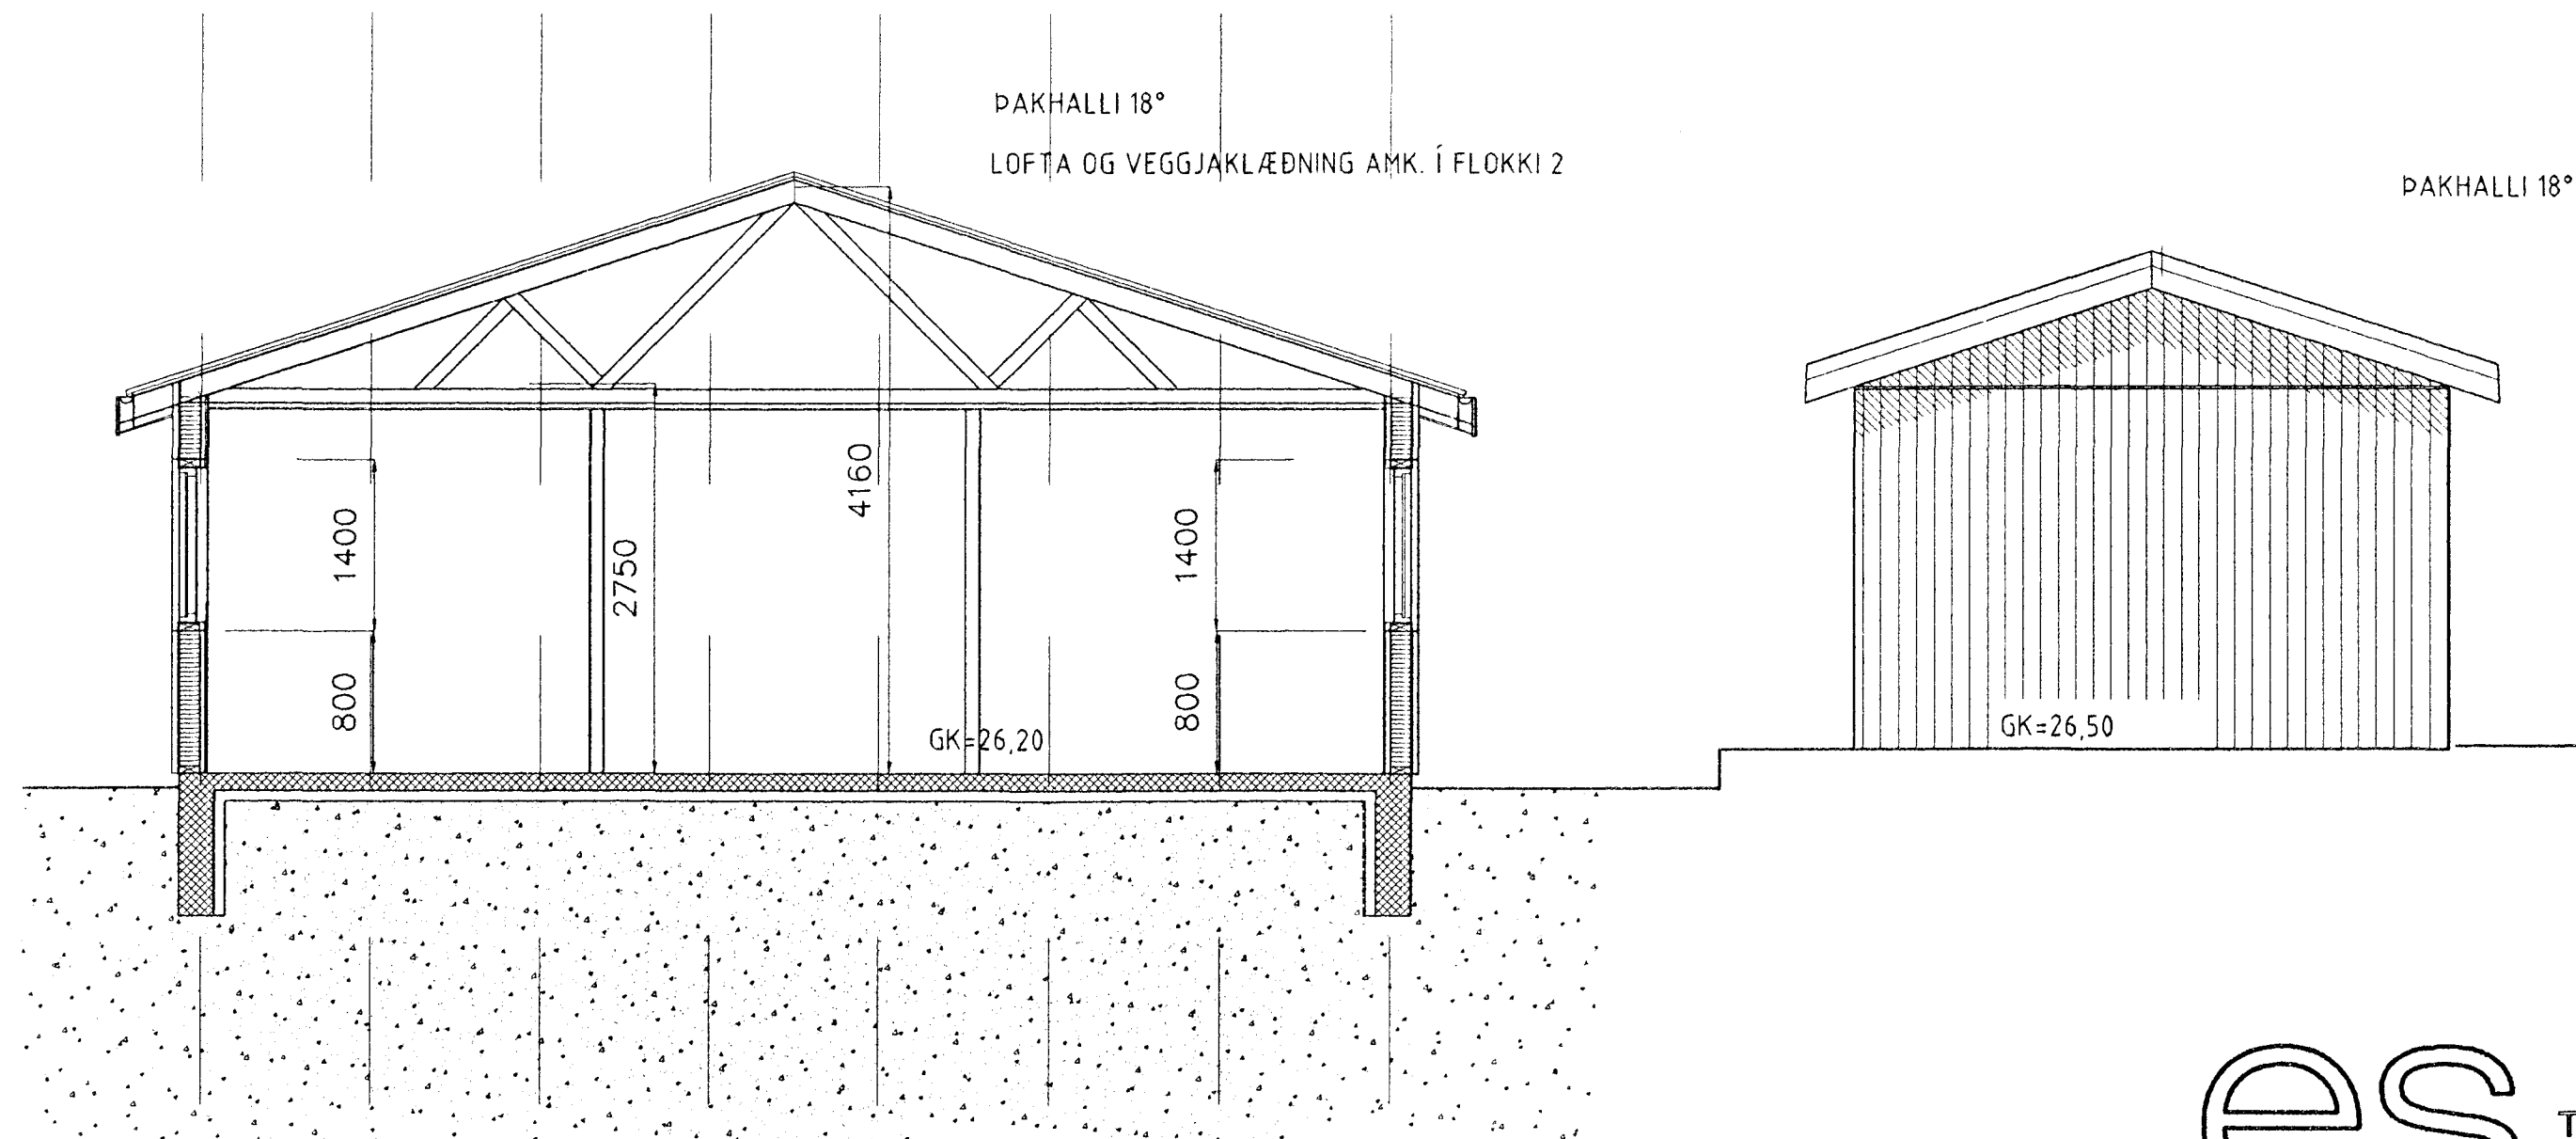 ÞAKHALLI 18°
LOFTA OG VEGGJAKLÆÐNING AMK. Í FLOKKI 2
ÞAKHALLI 18°
4160
1400
2750
1400
800
800
GK=26,20
GK=26,50
es